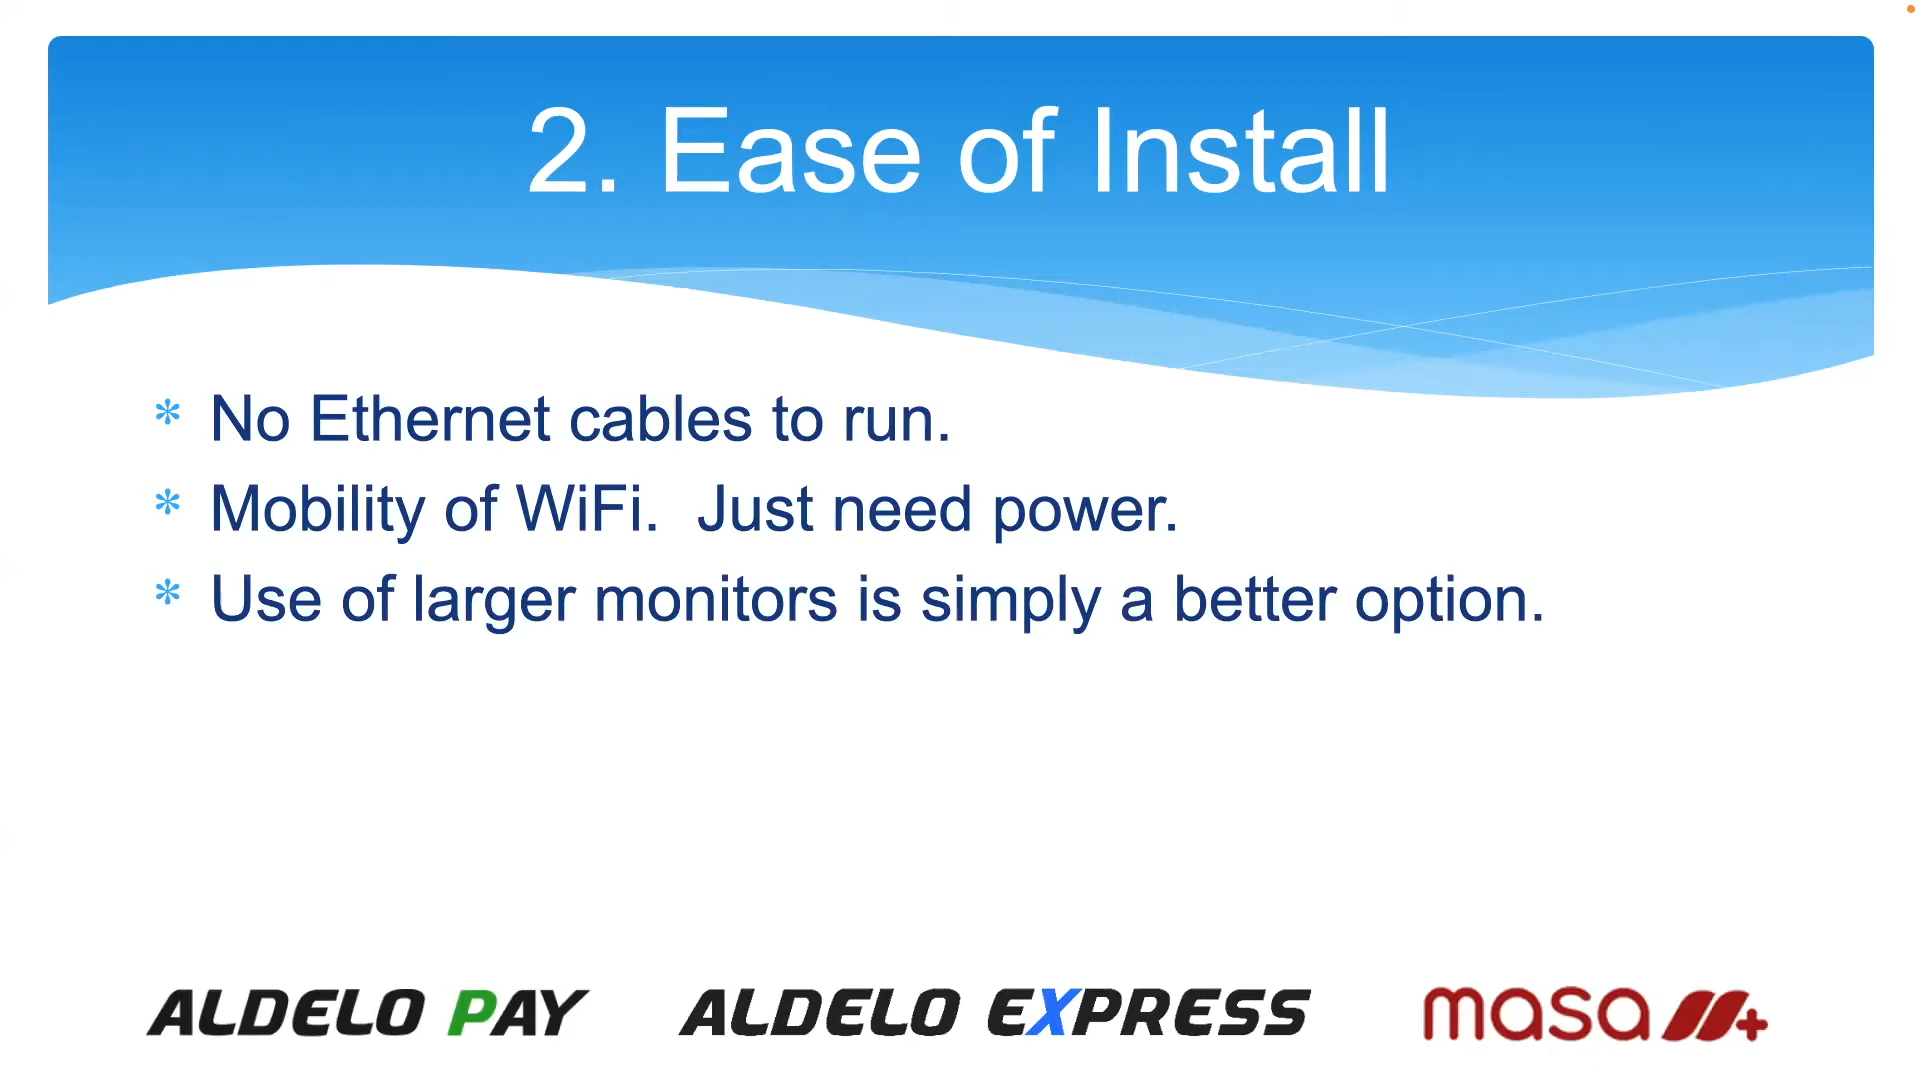 2. Ease of Install
* No Ethernet cables to run.
* Mobility of WiFi.  Just need power.
* Use of larger monitors is simply a better option.
ALDELO PAY
ALDELO EXPRESS
masa